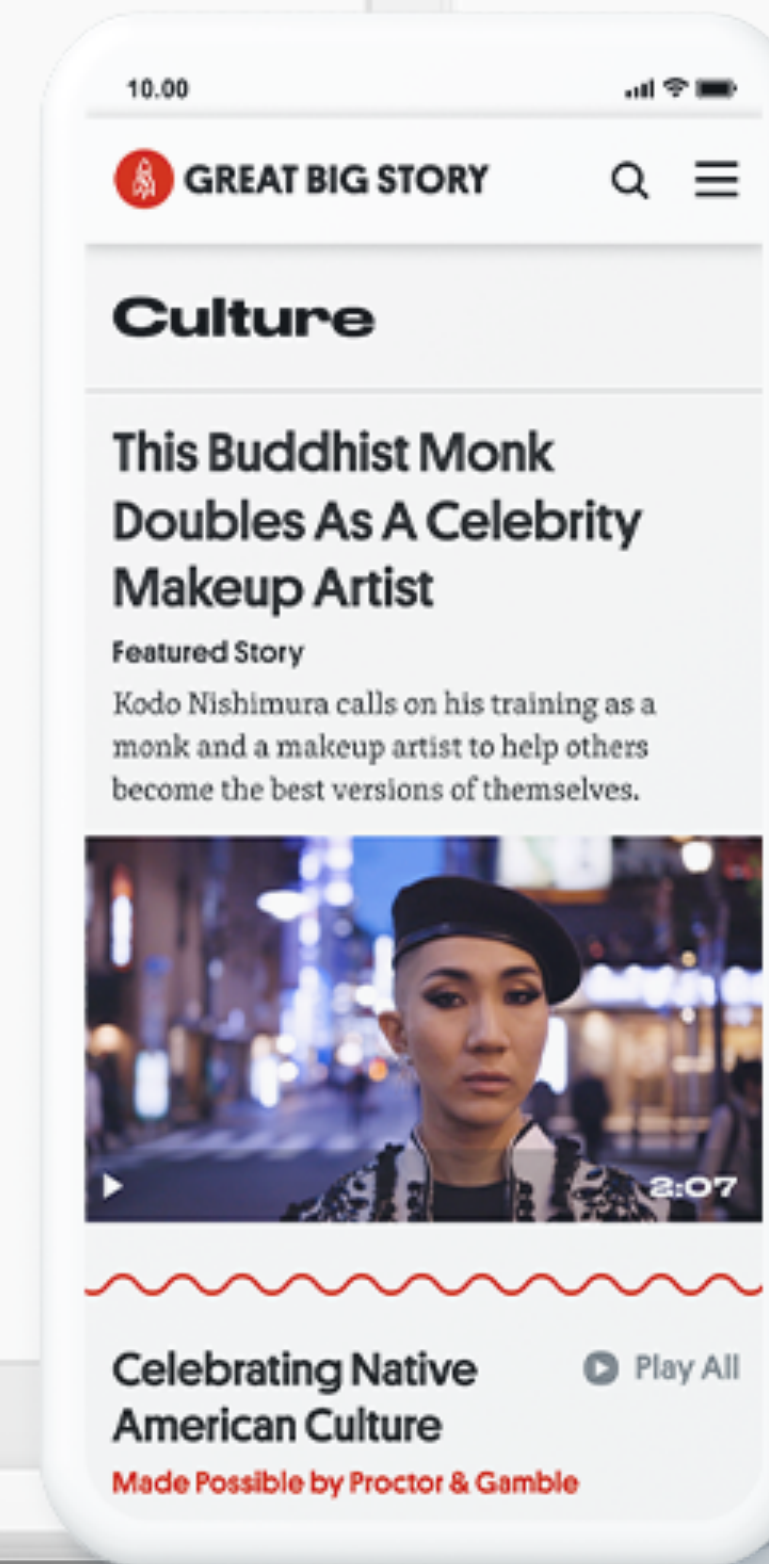 10.00
GREAT BIG STORY
Culture
This Buddhist Monk
Doubles As A Celebrity
Makeup Artist
Featured Story
Kodo Nishimura calls on his training as a
monk and a makeup artist to help others
become the best versions of themselves.
2:07
Celebrating Native
American Culture
Play All
Made Possible by Proctor & Gamble